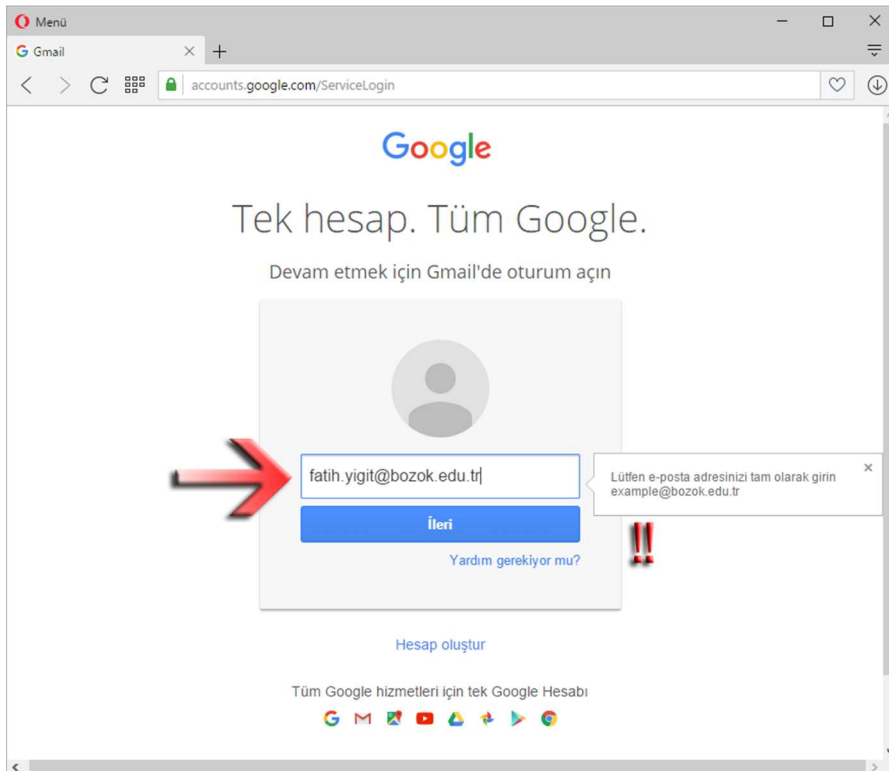 Menü
Gmail
accounts.google.com/ServiceLogin
Google
Tek hesap. Tüm Google.
Devam etmek için Gmail'de oturum açın
fatih.yigit@bozok.edu.tr
Lütfen e-posta adresinizi tam olarak girin
example@bozok.edu.tr
İleri
!!
Yardım gerekiyor mu?
Hesap oluştur
Tüm Google hizmetleri için tek Google Hesabı